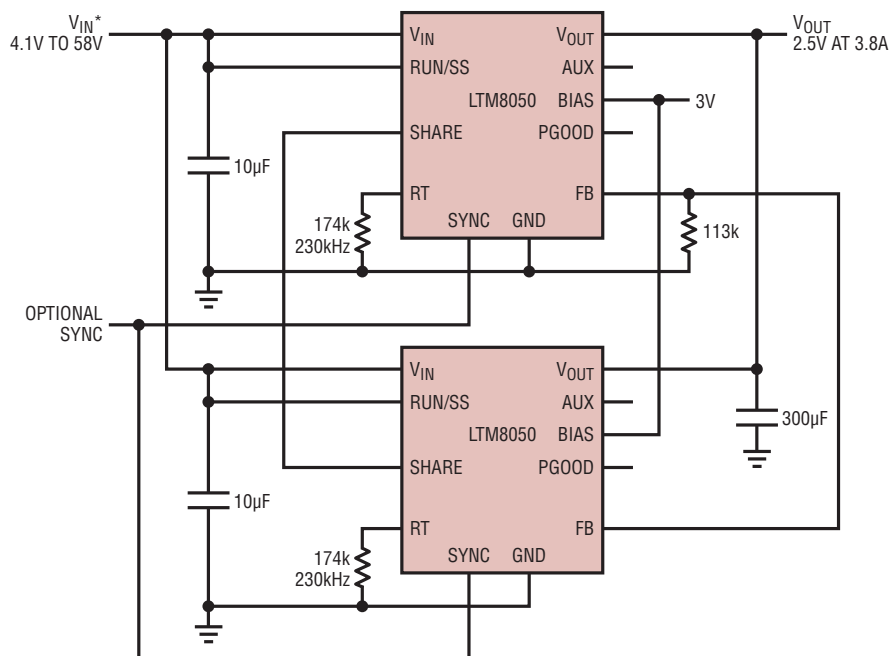 VIN*
4.1V TO 58V
VIN
VOUT
VOUT
2.5V AT 3.8A
RUN/SS
AUX
LTM8050
BIAS
3V
SHARE
PGOOD
10µF
RT
FB
174k
230kHz
SYNC
GND
113k
OPTIONAL
SYNC
VIN
VOUT
RUN/SS
AUX
300µF
LTM8050
BIAS
SHARE
PGOOD
10µF
RT
FB
174k
230kHz
SYNC
GND